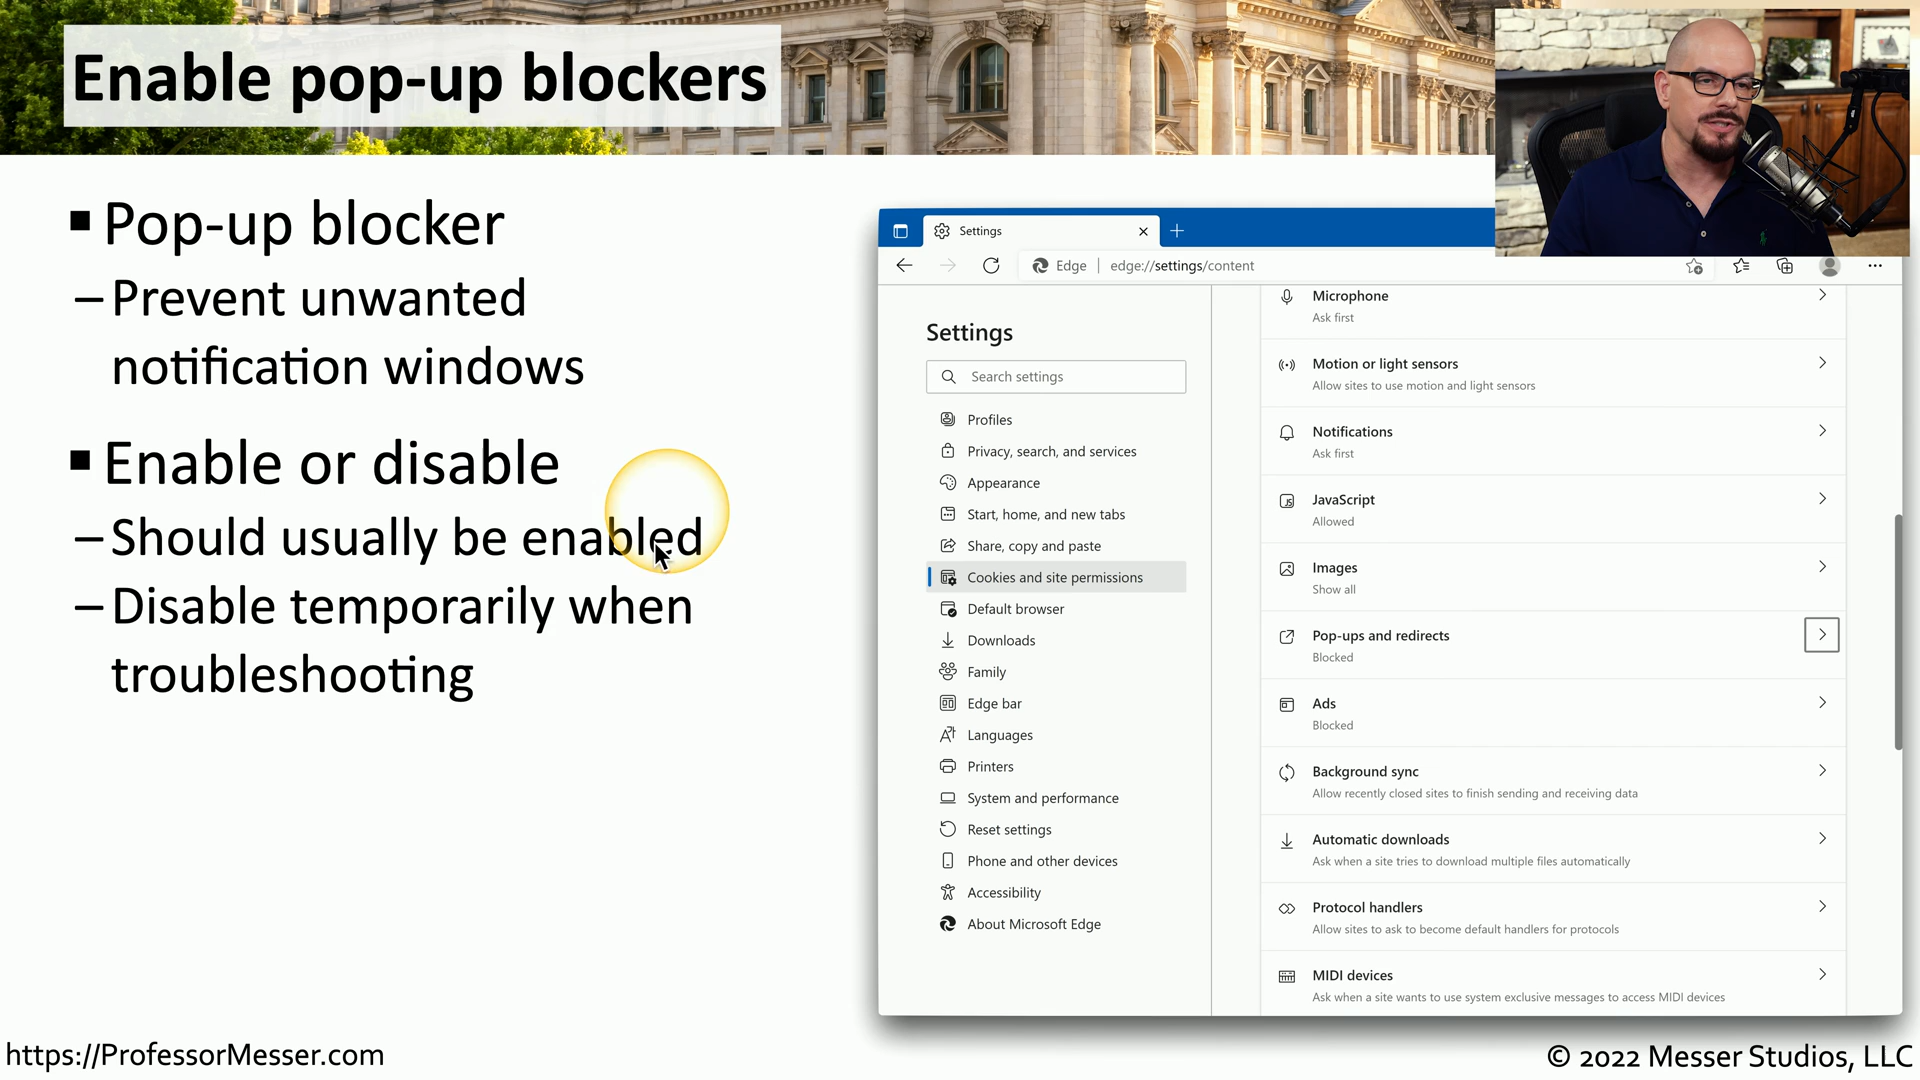 Enable pop-up blockers
▪ Pop-up blocker
– Prevent unwanted
notification windows
▪ Enable or disable
– Should usually be enabled
– Disable temporarily when
troubleshooting
Settings
Edge | edge://settings/content
Settings
Search settings
Profiles
Privacy, search, and services
Appearance
Start, home, and new tabs
Share, copy and paste
Cookies and site permissions
Default browser
Downloads
Family
Edge bar
Languages
Printers
System and performance
Reset settings
Phone and other devices
Accessibility
About Microsoft Edge
Microphone
Ask first
Motion or light sensors
Allow sites to use motion and light sensors
Notifications
Ask first
JavaScript
Allowed
Images
Show all
Pop-ups and redirects
Blocked
Ads
Blocked
Background sync
Allow recently closed sites to finish sending and receiving data
Automatic downloads
Ask when a site tries to download multiple files automatically
Protocol handlers
Allow sites to ask to become default handlers for protocols
MIDI devices
Ask when a site wants to use system exclusive messages to access MIDI devices
https://ProfessorMesser.com
© 2022 Messer Studios, LLC